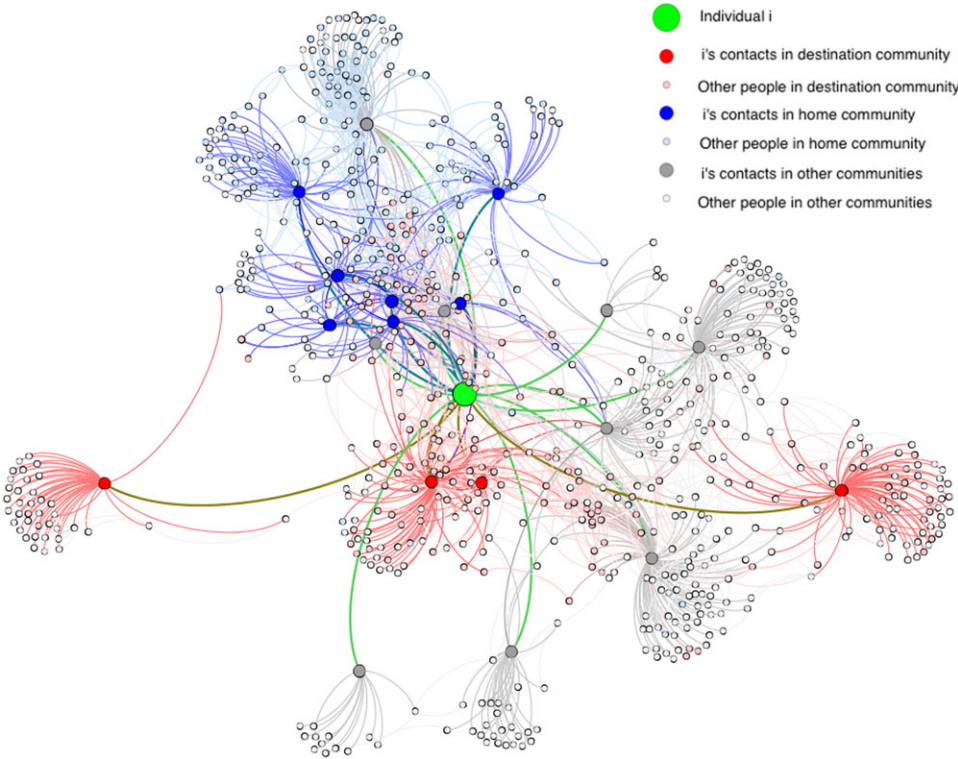 Individual i
i's contacts in destination community
Other people in destination community
i's contacts in home community
Other people in home community
i's contacts in other communities
Other people in other communities